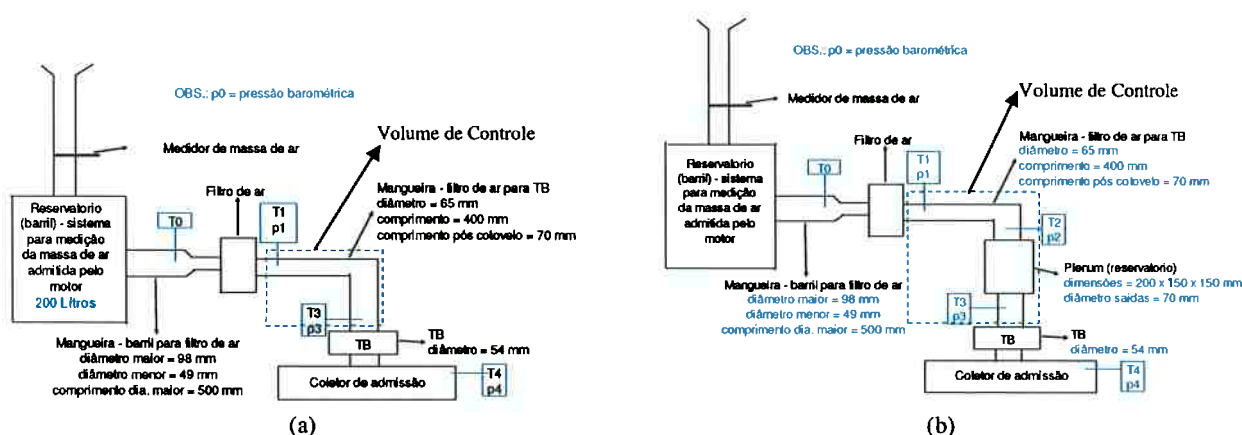 OBS.: p0 = pressão barométrica
Medidor de massa de ar
Volume de Controle
Filtro de ar
Mangueira - filtro de ar para TB
diâmetro = 65 mm
comprimento = 400 mm
comprimento pós cotovelo = 70 mm
Reservatorio
(barril) - sistema
para medição
da massa de ar
admitida pelo
motor
200 Lítros
T0
T1
p1
T3
p3
TB
TB
diâmetro = 54 mm
Mangueira - barril para filtro de ar
diâmetro maior = 98 mm
diâmetro menor = 49 mm
comprimento dia. maior = 500 mm
Coletor de admissão
T4
p4
(a)
OBS.: p0 = pressão barométrica
Volume de Controle
Medidor de massa de ar
Mangueira - filtro de ar para TB
diâmetro = 65 mm
comprimento = 400 mm
comprimento pós cotovelo = 70 mm
Filtro de ar
Reservatorio
(barril) - sistema
para medição
da massa de ar
admitida pelo
motor
T0
T1
p1
T2
p2
Plenum (reservatorio)
dimensões = 200 x 150 x 150 mm
diâmetro saidas = 70 mm
Mangueira - barril para filtro de ar
diâmetro maior = 98 mm
diâmetro menor = 49 mm
comprimento dia. maior = 500 mm
T3
p3
TB
TB
diâmetro = 54 mm
Coletor de admissão
T4
p4
(b)